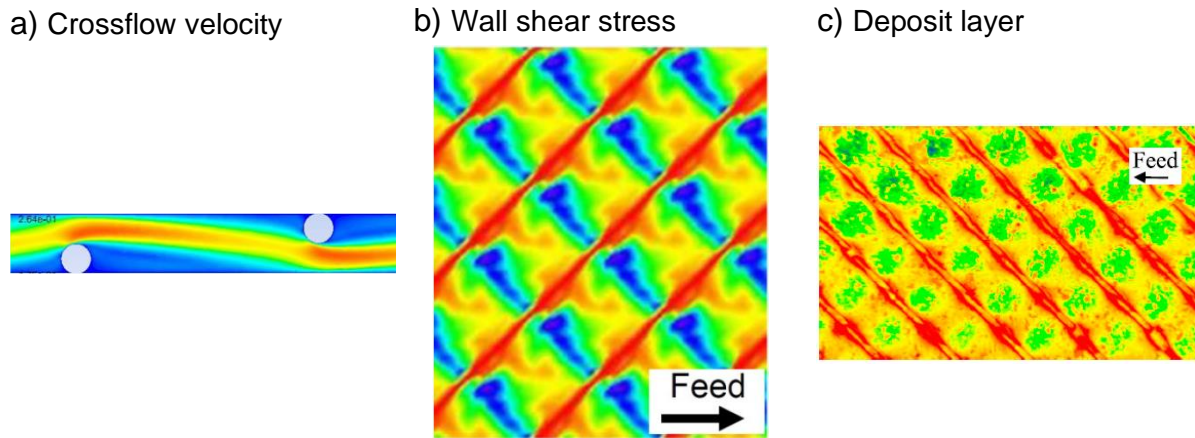 a) Crossflow velocity
b) Wall shear stress
c) Deposit layer
2.64e-01
Feed
Feed